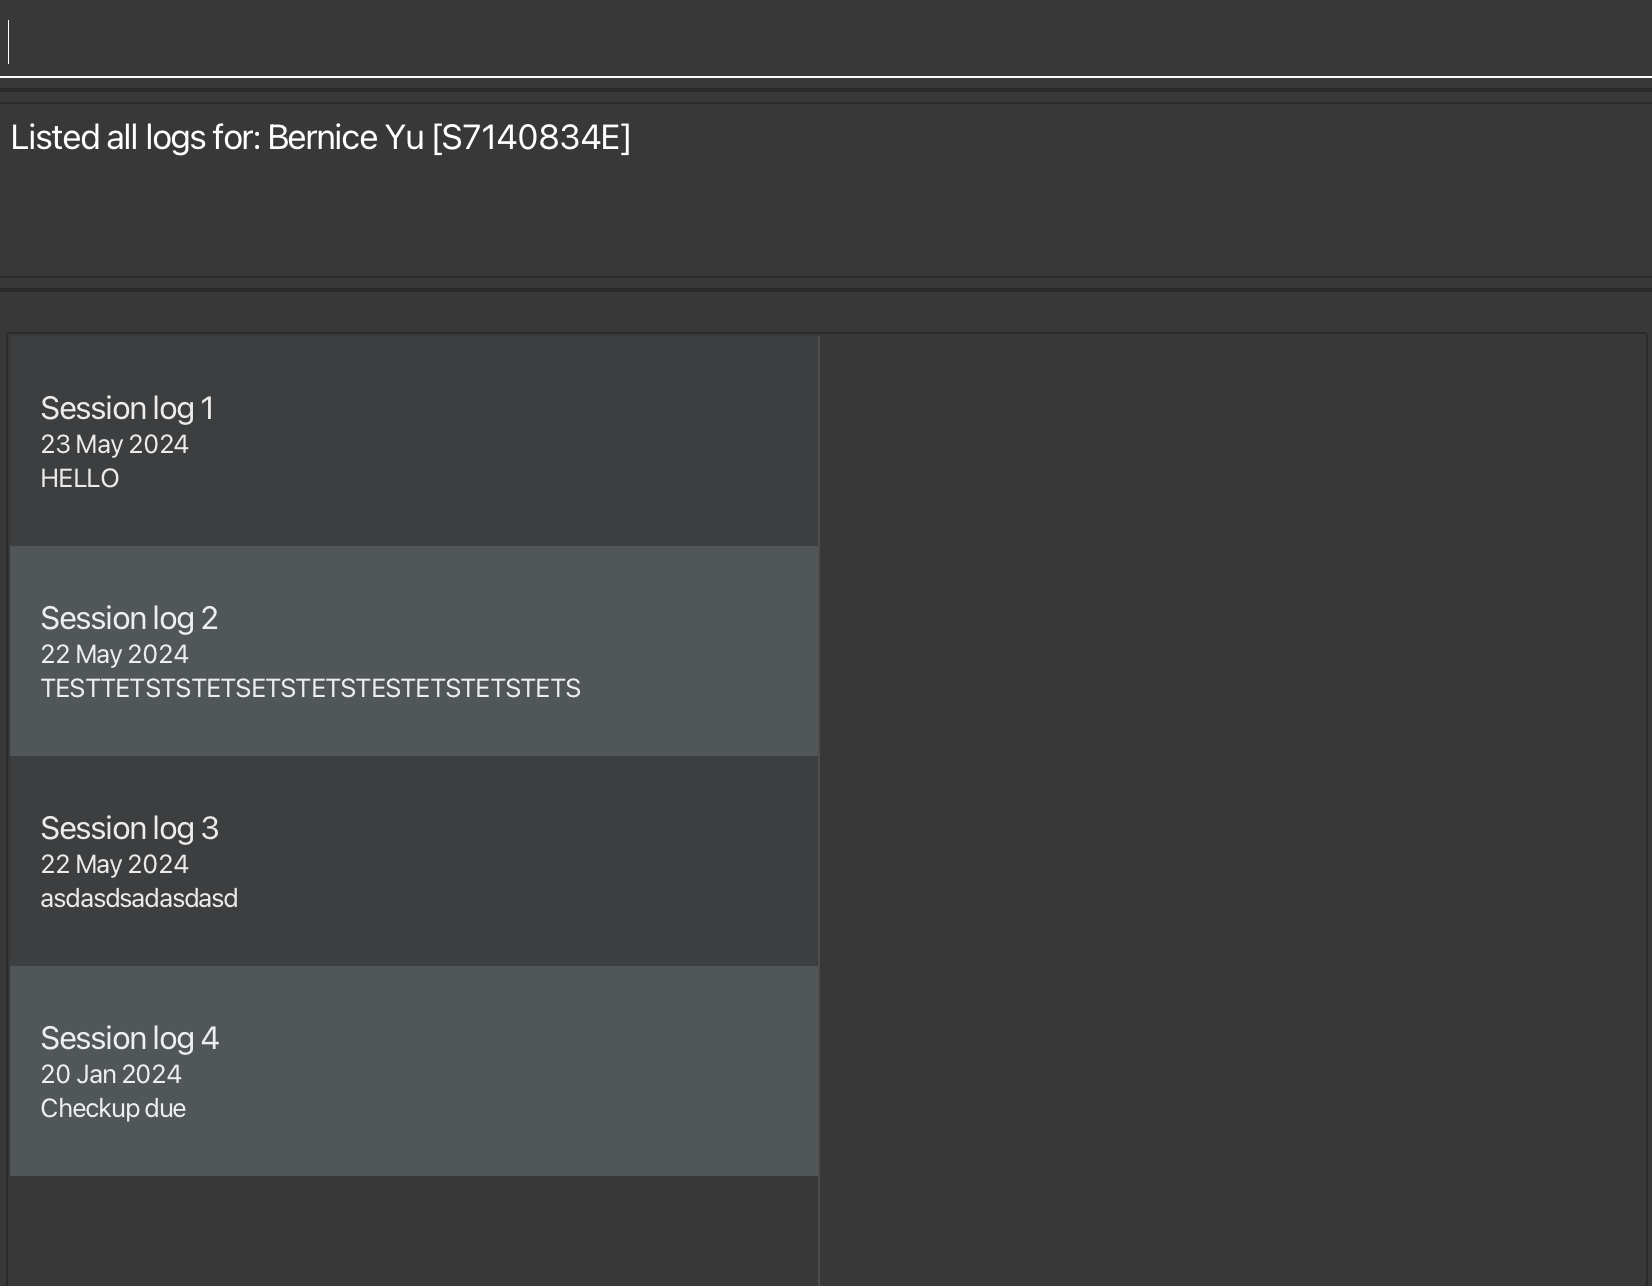 Listed all logs for: Bernice Yu [S7140834E]
Session log 1
23 May 2024
HELLO
Session log 2
22 May 2024
TESTTETSTSTETSETSTETSTESTETSTETSTETS
Session log 3
22 May 2024
asdasdsadasdasd
Session log 4
20 Jan 2024
Checkup due